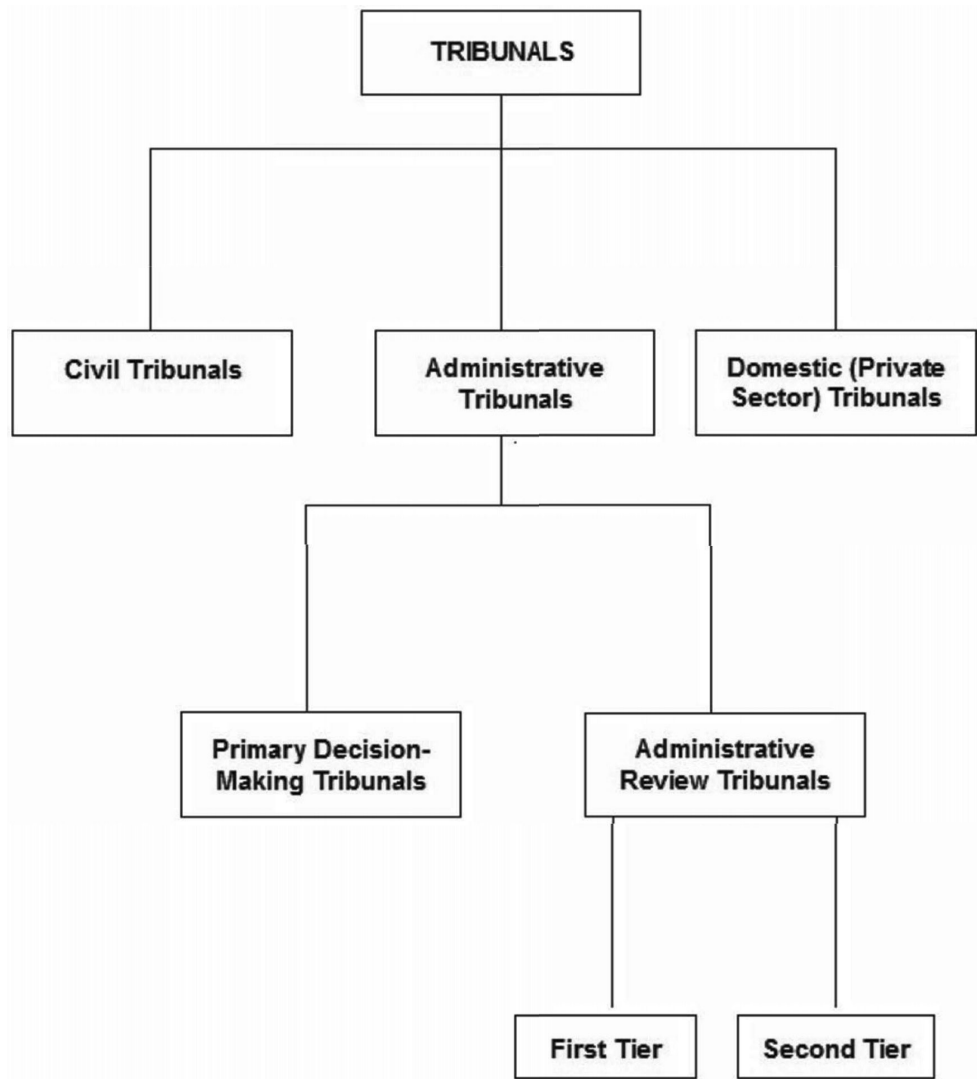 TRIBUNALS
Civil Tribunals
Administrative
Tribunals
Domestic (Private
Sector) Tribunals
Primary Decision-
Making Tribunals
Administrative
Review Tribunals
First Tier
Second Tier